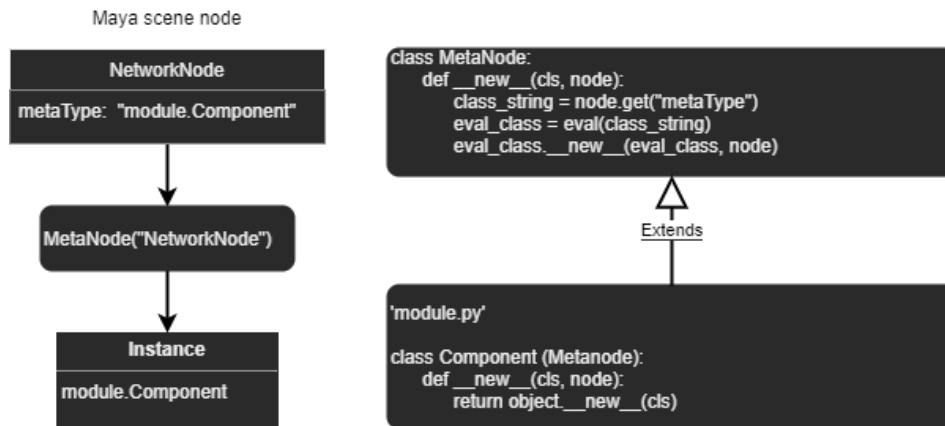 Maya scene node
NetworkNode
metaType:  "module.Component"
MetaNode("NetworkNode")
Instance
module.Component
class MetaNode:
def __new__(cls, node):
class_string = node.get("metaType")
eval_class = eval(class_string)
eval_class.__new__(eval_class, node)
Extends
'module.py'
class Component (Metanode):
def __new__(cls, node):
return object.__new__(cls)